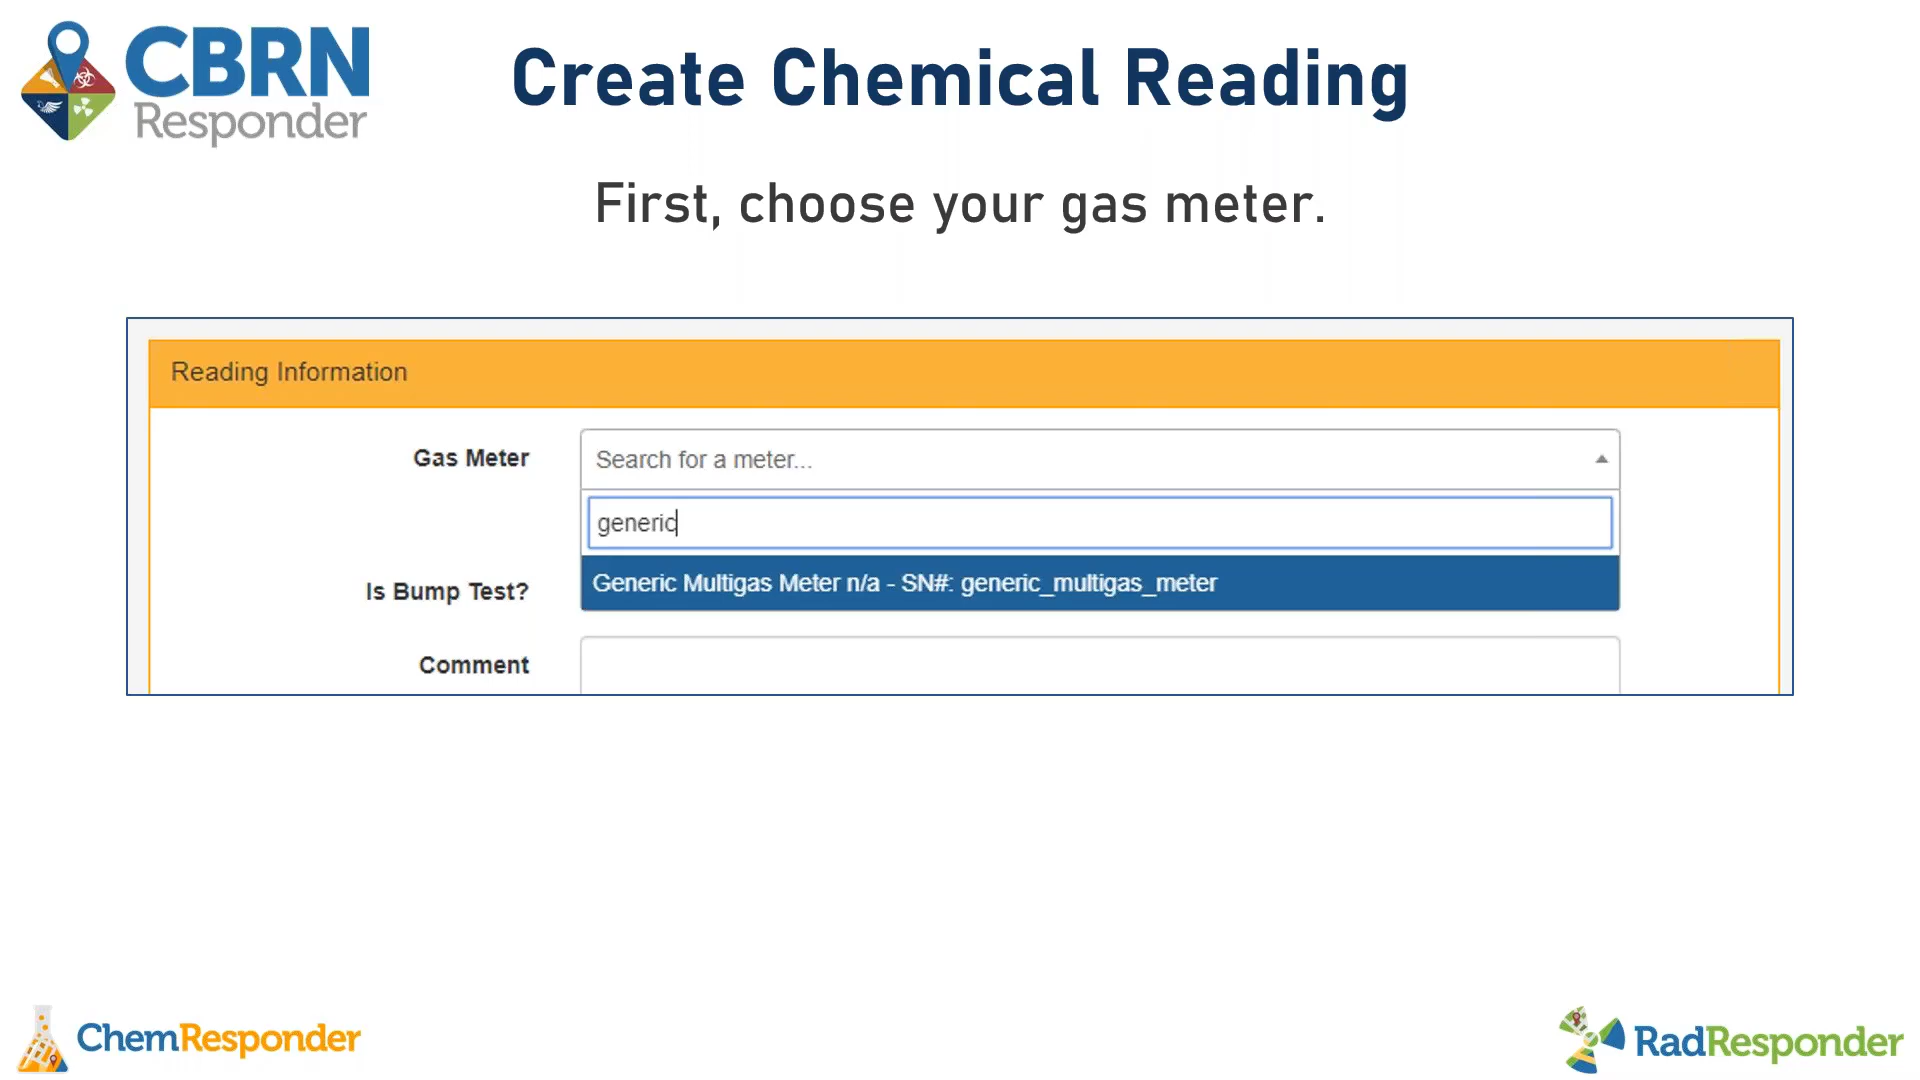 CBRN
Responder
Create Chemical Reading
First, choose your gas meter.
Reading Information
Gas Meter
Search for a meter...
generic
Generic Multigas Meter n/a - SN#: generic_multigas_meter
Is Bump Test?
Comment
ChemResponder
RadResponder